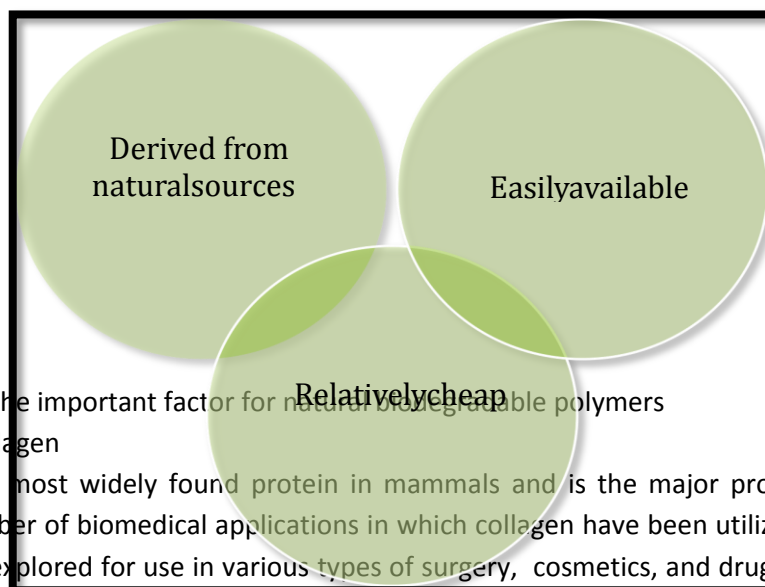 Derived from
naturalsources
Easilyavailable
Relativelycheap
he important factor for natural biodegradable polymers
agen
most widely found protein in mammals and is the major pro
ber of biomedical applications in which collagen have been utiliz
explored for use in various types of surgery, cosmetics, and drug